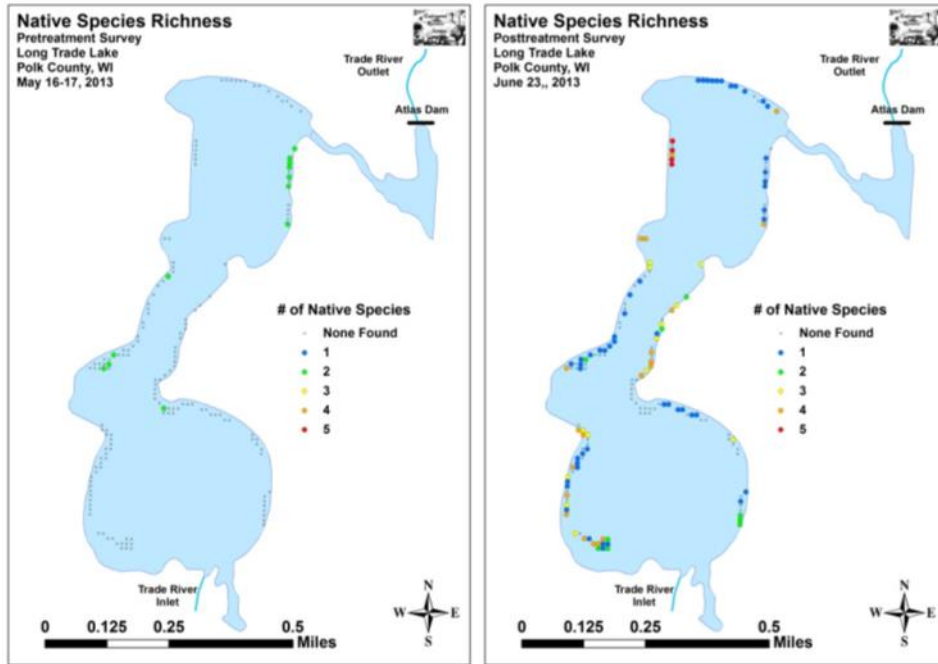 Native Species Richness
Pretreatment Survey
Long Trade Lake
Polk County, WI
May 16-17, 2013
Trade River
Outlet
Atlas Dam
# of Native Species
None Found
1
2
3
4
5
Trade River
Inlet
N
W E
S
0 0.125 0.25 0.5
Miles
Native Species Richness
Posttreatment Survey
Long Trade Lake
Polk County, WI
June 23,, 2013
Trade River
Outlet
Atlas Dam
# of Native Species
None Found
1
2
3
4
5
Trade River
Inlet
N
W E
S
0 0.125 0.25 0.5
Miles